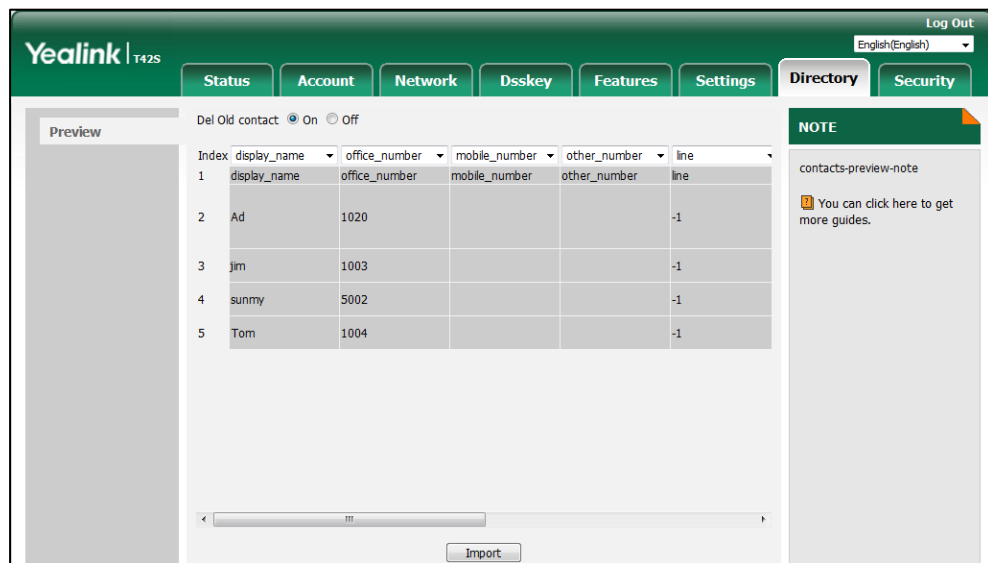 Log Out
Yealink | T42S
English(English)
Status Account Network Dsskey Features Settings Directory Security
Preview
Del Old contact On Off
NOTE
Index display_name office_number mobile_number other_number line
1 display_name office_number mobile_number other_number line
contacts-preview-note
2 Ad 1020 -1
You can click here to get
more guides.
3 jim 1003 -1
4 sunmy 5002 -1
5 Tom 1004 -1
Import